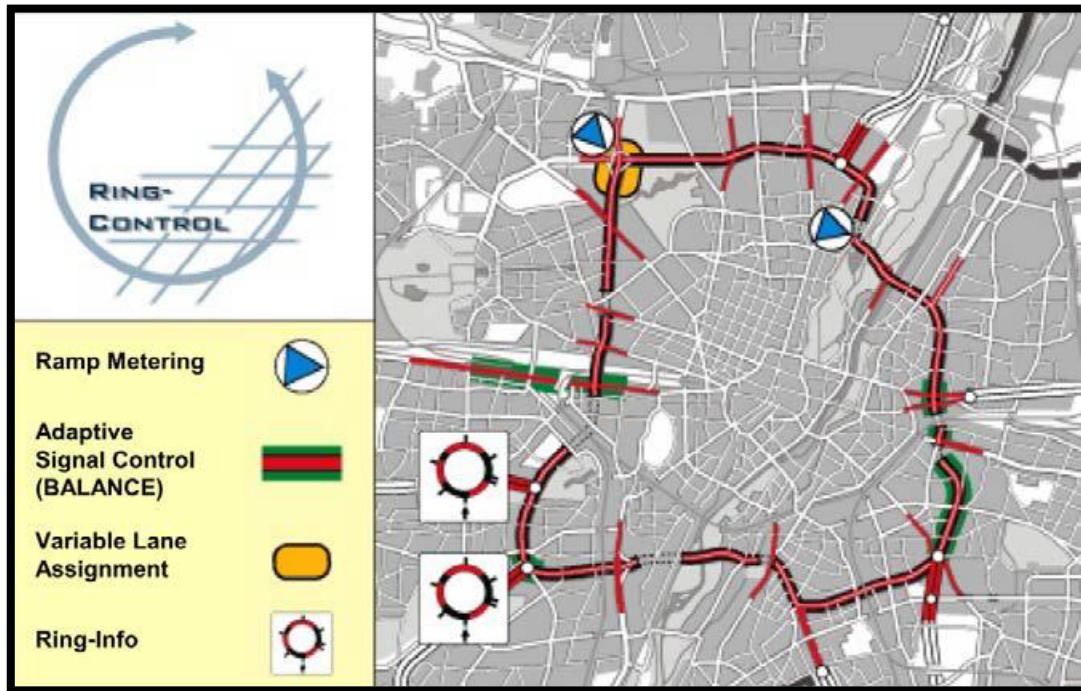 RING-
CONTROL
Ramp Metering
Adaptive
Signal Control
(BALANCE)
Variable Lane
Assignment
Ring-Info